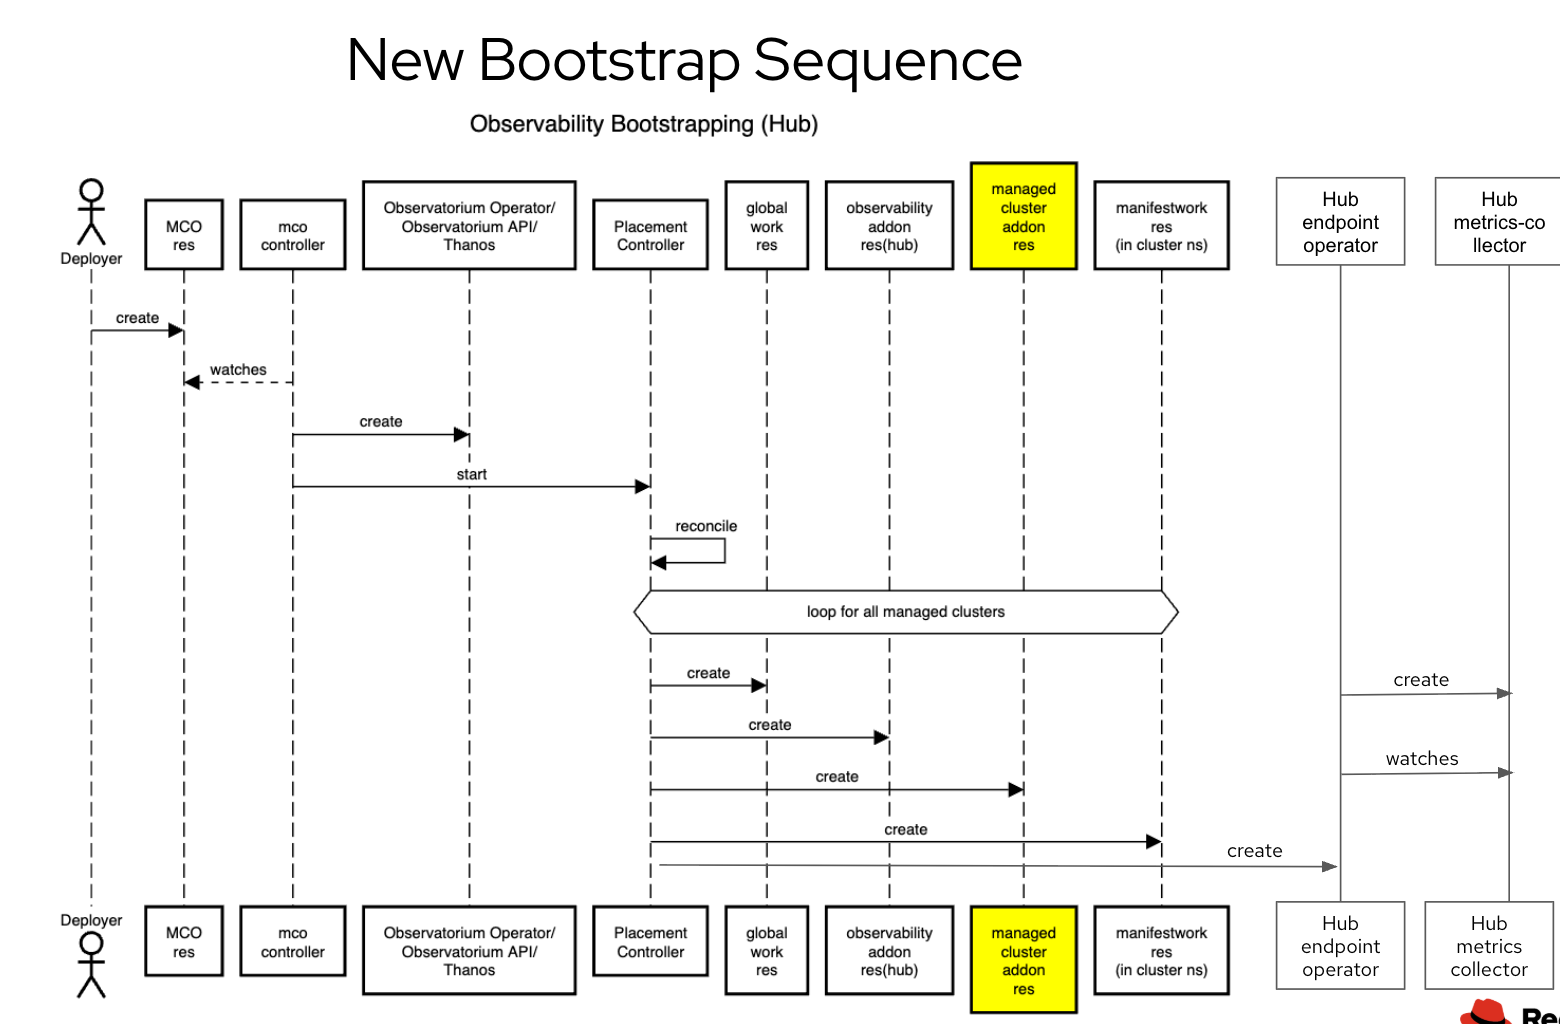 New Bootstrap Sequence
Observability Bootstrapping (Hub)
Deployer
MCO
res
mco
controller
Observatorium Operator/
Observatorium API/
Thanos
Placement
Controller
global
work
res
observability
addon
res(hub)
managed
cluster
addon
res
manifestwork
res
(in cluster ns)
Hub
endpoint
operator
Hub
metrics-co
llector
create
watches
create
start
reconcile
loop for all managed clusters
create
create
create
watches
create
create
create
Deployer
MCO
res
mco
controller
Observatorium Operator/
Observatorium API/
Thanos
Placement
Controller
global
work
res
observability
addon
res(hub)
managed
cluster
addon
res
manifestwork
res
(in cluster ns)
Hub
endpoint
operator
Hub
metrics
collector